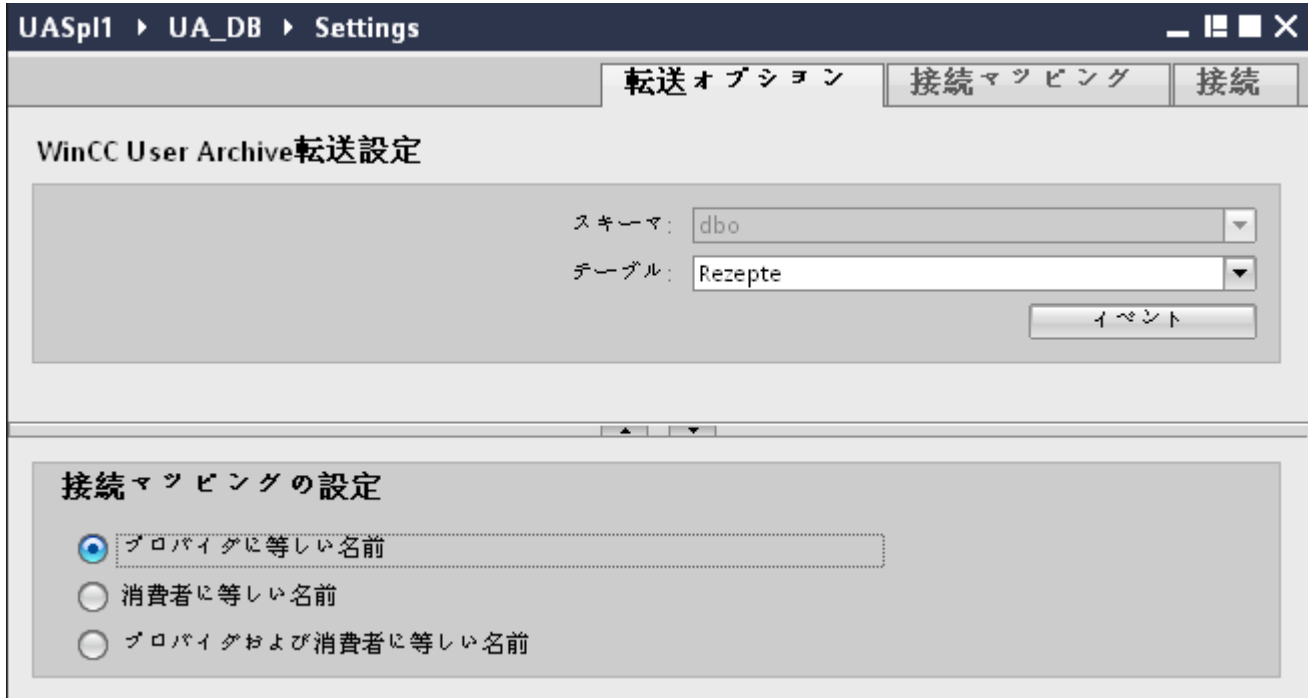 UASpl1 ▸ UA_DB ▸ Settings
転送オプション 接続マッピング 接続
WinCC User Archive転送設定
スキーマ: dbo
テーブル: Rezepte
イベント
接続マッピングの設定
プロバイダに等しい名前
消費者に等しい名前
プロバイダおよび消費者に等しい名前